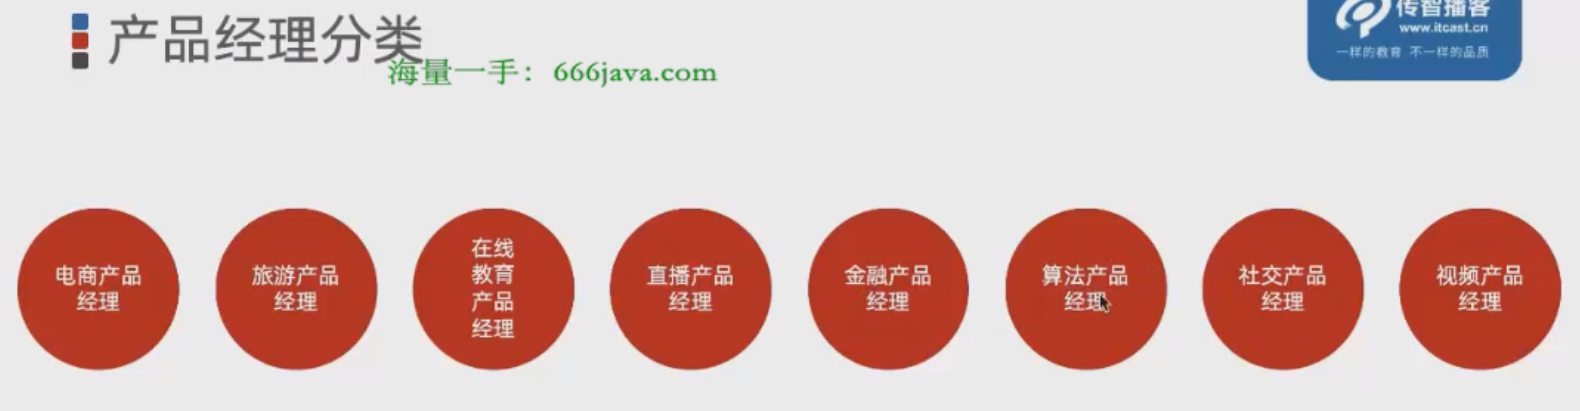 产品经理分类
海量一手：666java.com
传智播客
www.itcast.cn
一样的教育 不一样的品质
电商产品
经理
旅游产品
经理
在线
教育
产品
经理
直播产品
经理
金融产品
经理
算法产品
经理
社交产品
经理
视频产品
经理